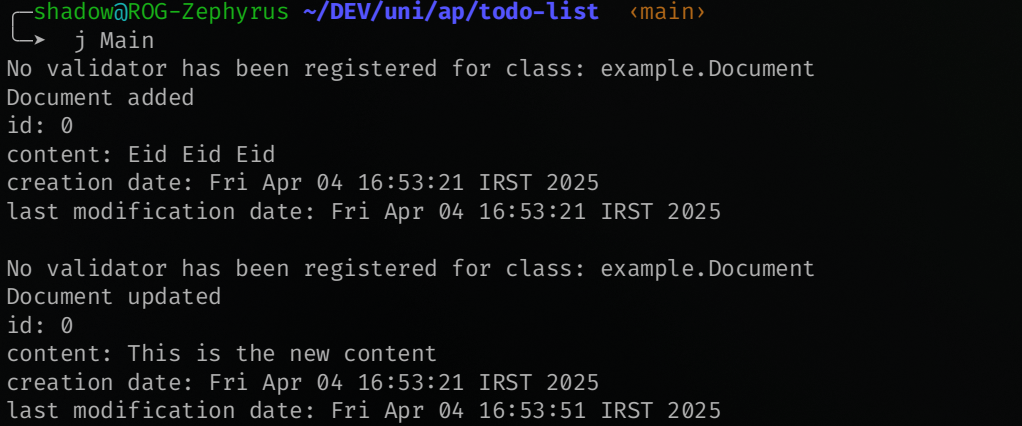 ╭─shadow@ROG-Zephyrus ~/DEV/uni/ap/todo-list ‹main›
╰─➤ j Main
No validator has been registered for class: example.Document
Document added
id: 0
content: Eid Eid Eid
creation date: Fri Apr 04 16:53:21 IRST 2025
last modification date: Fri Apr 04 16:53:21 IRST 2025

No validator has been registered for class: example.Document
Document updated
id: 0
content: This is the new content
creation date: Fri Apr 04 16:53:21 IRST 2025
last modification date: Fri Apr 04 16:53:51 IRST 2025